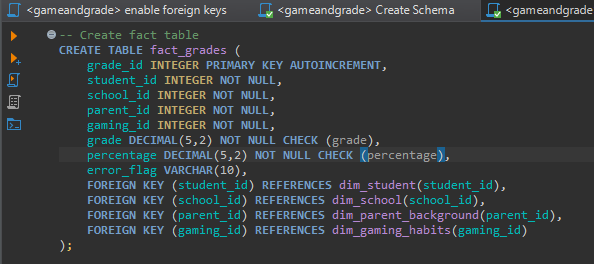 <gameandgrade> enable foreign keys
<gameandgrade> Create Schema
<gameandgrade
-- Create fact table
CREATE TABLE fact_grades (
grade_id INTEGER PRIMARY KEY AUTOINCREMENT,
student_id INTEGER NOT NULL,
school_id INTEGER NOT NULL,
parent_id INTEGER NOT NULL,
gaming_id INTEGER NOT NULL,
grade DECIMAL(5,2) NOT NULL CHECK (grade),
percentage DECIMAL(5,2) NOT NULL CHECK (percentage),
error_flag VARCHAR(10),
FOREIGN KEY (student_id) REFERENCES dim_student(student_id),
FOREIGN KEY (school_id) REFERENCES dim_school(school_id),
FOREIGN KEY (parent_id) REFERENCES dim_parent_background(parent_id),
FOREIGN KEY (gaming_id) REFERENCES dim_gaming_habits(gaming_id)
);